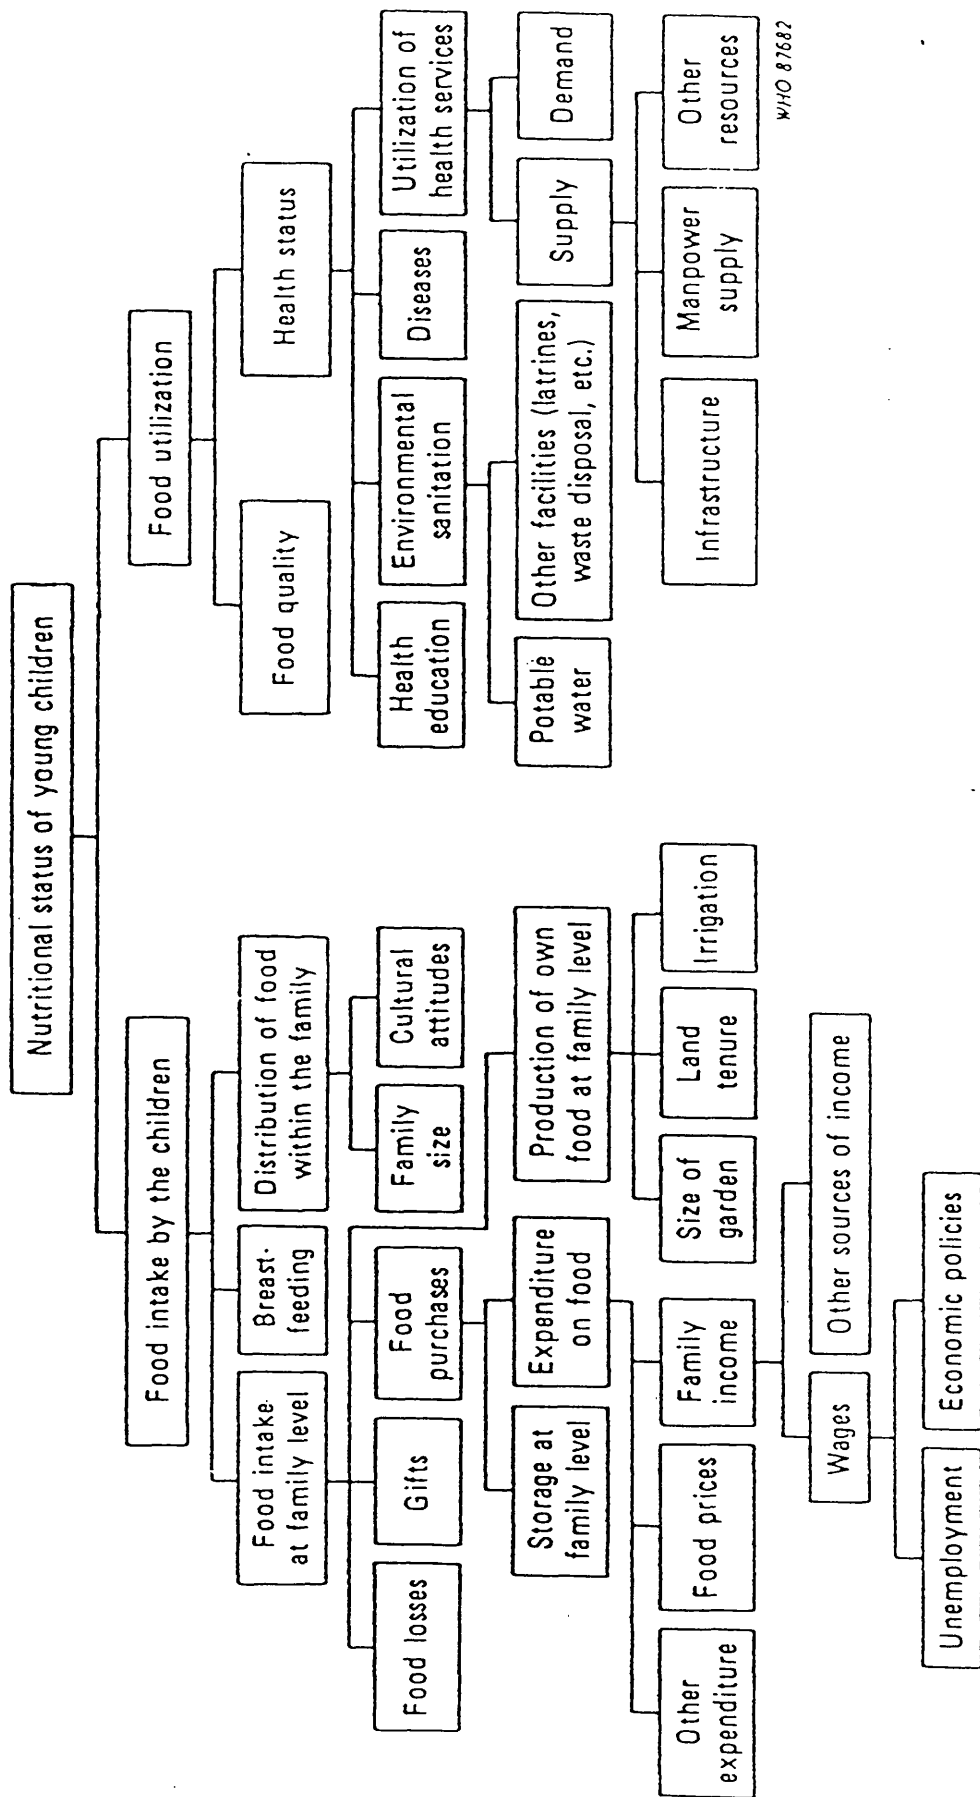 Nutritional status of young children
Food intake by the children
Food utilization
Food intake
at family level
Breast-
feeding
Distribution of food
within the family
Food quality
Health status
Food losses
Gifts
Food
purchases
Family
size
Cultural
attitudes
Health
education
Environmental
sanitation
Diseases
Utilization of
health services
Storage at
family level
Expenditure
on food
Production of own
food at family level
Potable
water
Other facilities (latrines,
waste disposal, etc.)
Supply
Demand
Other
expenditure
Food prices
Family
income
Size of
garden
Land
tenure
Irrigation
Infrastructure
Manpower
supply
Other
resources
WHO 87682
Wages
Other sources of income
Unemployment
Economic policies